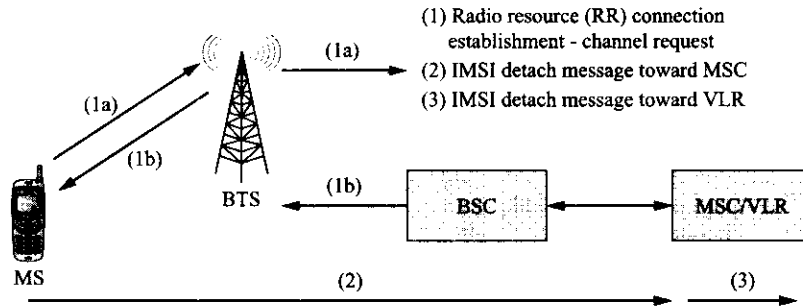 (1) Radio resource (RR) connection
establishment - channel request
(1a)
(2) IMSI detach message toward MSC
(1a)
(3) IMSI detach message toward VLR
(1b)
BTS
(1b)
BSC
MSC/VLR
MS
(2)
(3)